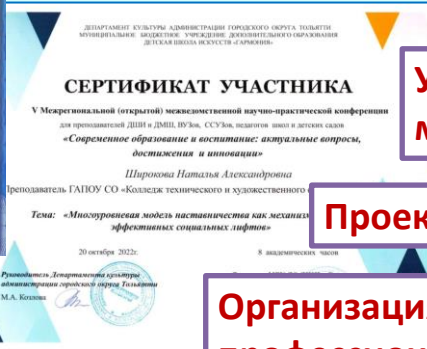 ДЕПАРТАМЕНТ КУЛЬТУРЫ АДМИНИСТРАЦИИ ГОРОДСКОГО ОКРУГА ТОЛЬЯТТИ
МУНИЦИПАЛЬНОЕ БЮДЖЕТНОЕ УЧРЕЖДЕНИЕ ДОПОЛНИТЕЛЬНОГО ОБРАЗОВАНИЯ
ДЕТСКАЯ ШКОЛА ИСКУССТВ «ГАРМОНИЯ»
СЕРТИФИКАТ УЧАСТНИКА
V Межрегиональной (открытой) межведомственной научно-практической конференции
для преподавателей ДШИ и ДМШ, ВУЗов, ССУЗов, педагогов школ и детских садов
«Современное образование и воспитание: актуальные вопросы,
достижения и инновации»
Широкова Наталья Александровна
Преподаватель ГАПОУ СО «Колледж технического и художественного
Тема: «Многоуровневая модель наставничества как механизм
эффективных социальных лифтов»
Проек
20 октября 2022г. 8 академических часов
Руководитель Департамента культуры
администрации городского округа Тольятти
М.А. Козлова
Организация